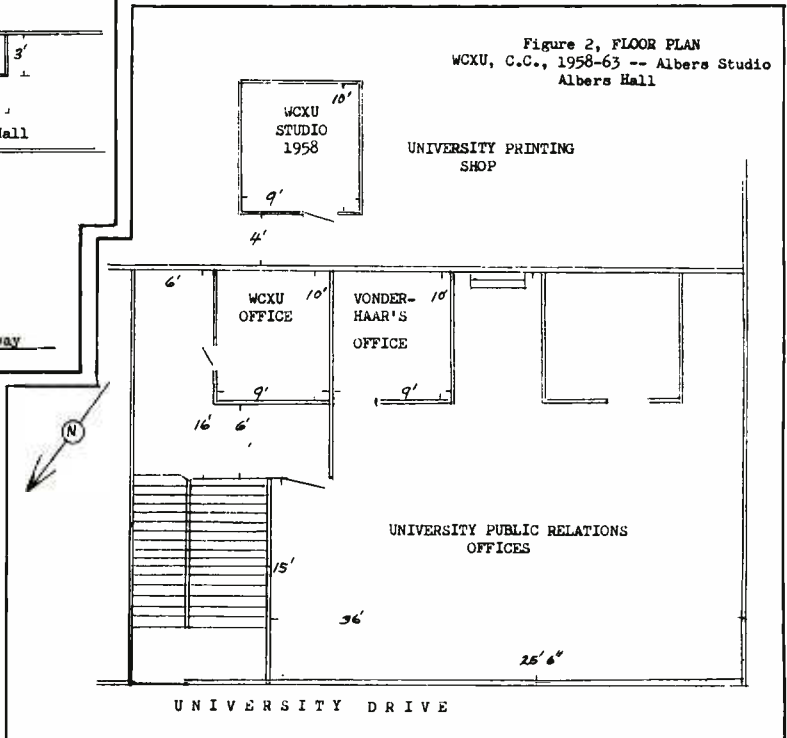 Figure 2, FLOOR PLAN
WCXU, C.C., 1958-63 -- Albers Studio
Albers Hall
3'
10'
WCXU
STUDIO
1958
UNIVERSITY PRINTING
SHOP
9'
4'
6'
WCXU
OFFICE
10'
VONDER-
HAAR'S
OFFICE
10'
9'
9'
16'
6'
N
UNIVERSITY PUBLIC RELATIONS
OFFICES
15'
36'
25' 6"
UNIVERSITY DRIVE